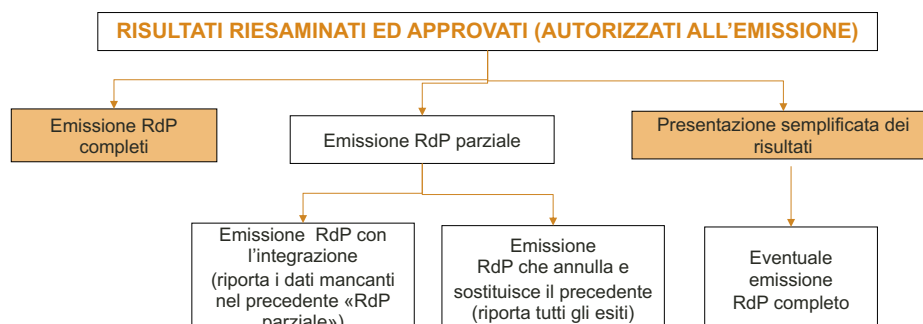 RISULTATI RIESAMINATI ED APPROVATI (AUTORIZZATI ALL'EMISSIONE)
Emissione RdP
completi
Emissione RdP parziale
Presentazione semplificata dei
risultati
Emissione RdP con
l'integrazione
(riporta i dati mancanti
nel precedente «RdP
parziale»)
Emissione
RdP che annulla e
sostituisce il precedente
(riporta tutti gli esiti)
Eventuale
emissione
RdP completo